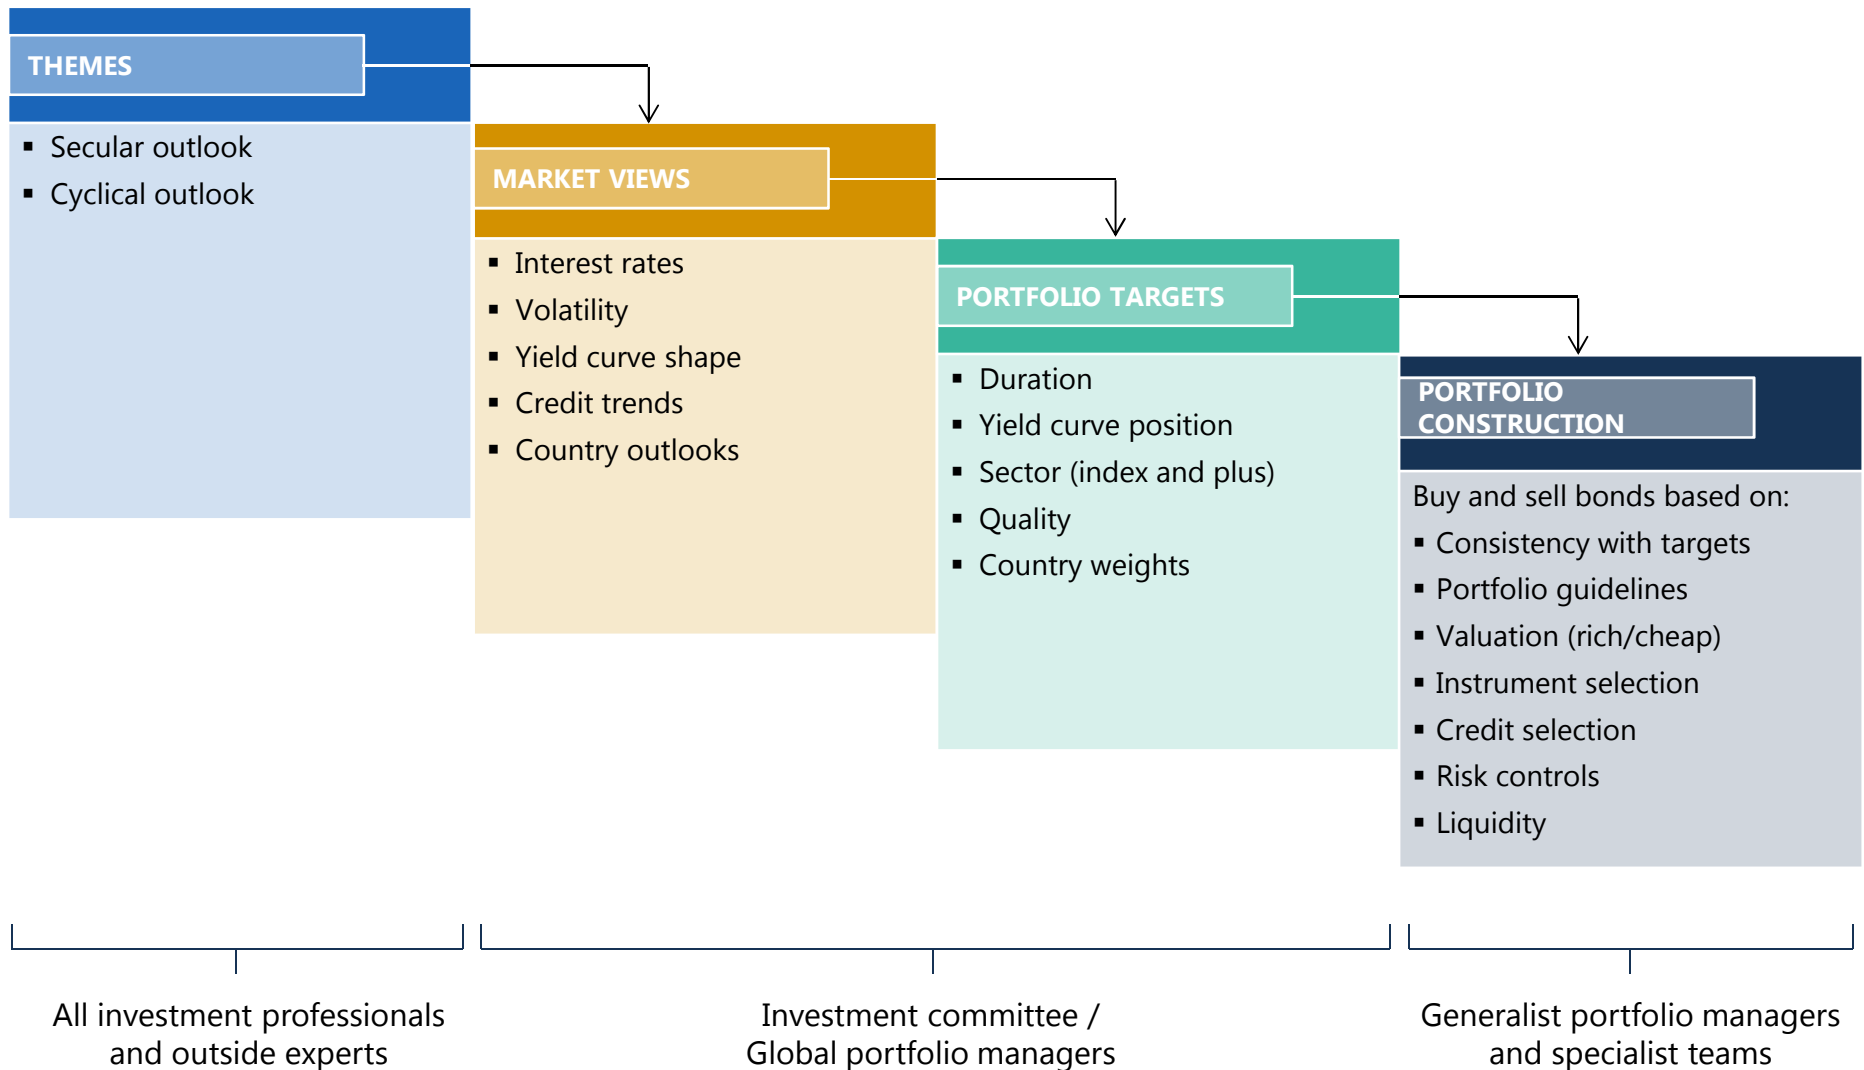 THEMES
▪ Secular outlook
▪ Cyclical outlook
MARKET VIEWS
▪ Interest rates
▪ Volatility
▪ Yield curve shape
▪ Credit trends
▪ Country outlooks
PORTFOLIO TARGETS
▪ Duration
▪ Yield curve position
▪ Sector (index and plus)
▪ Quality
▪ Country weights
PORTFOLIO
CONSTRUCTION
Buy and sell bonds based on:
▪ Consistency with targets
▪ Portfolio guidelines
▪ Valuation (rich/cheap)
▪ Instrument selection
▪ Credit selection
▪ Risk controls
▪ Liquidity
All investment professionals
and outside experts
Investment committee /
Global portfolio managers
Generalist portfolio managers
and specialist teams